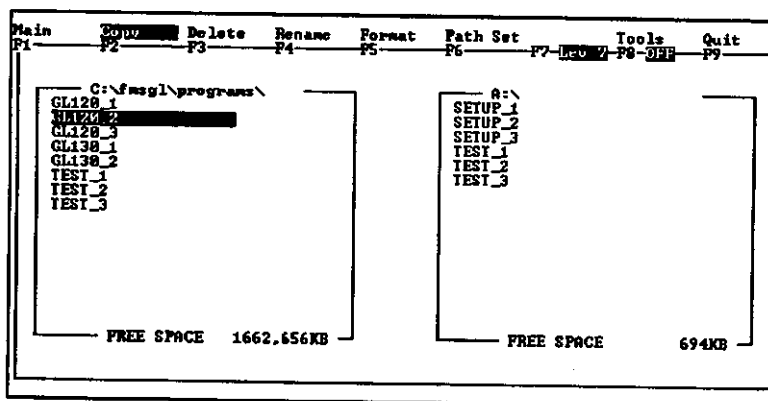 Main Copy Delete Rename Format Path Set Tools Quit
F1 F2 F3 F4 F5 F6 F7 Lev 7 F8 OFF F9
C:\fmsgl\programs\
GL120_1
GL120_2
GL120_3
GL130_1
GL130_2
TEST_1
TEST_2
TEST_3
FREE SPACE 1662,656KB
A:\
SETUP_1
SETUP_2
SETUP_3
TEST_1
TEST_2
TEST_3
FREE SPACE 694KB